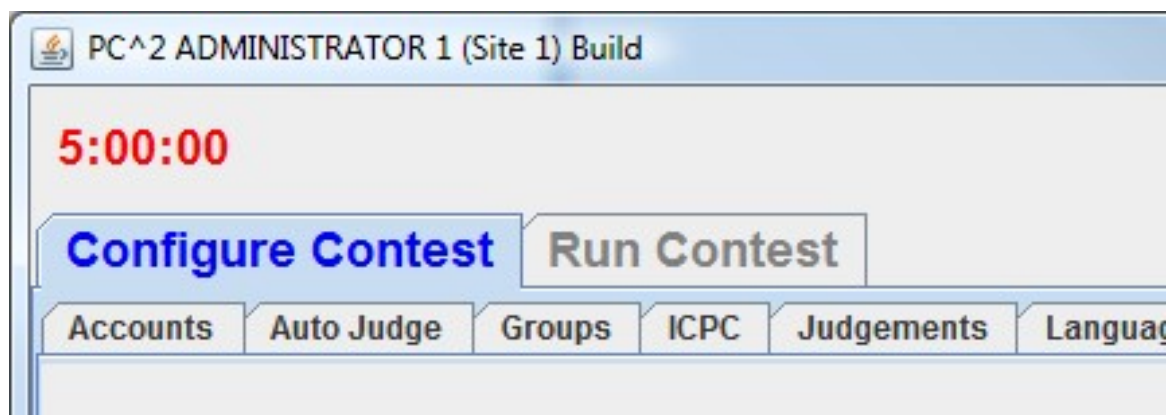 PC^2 ADMINISTRATOR 1 (Site 1) Build
5:00:00
Configure Contest Run Contest
Accounts Auto Judge Groups ICPC Judgements